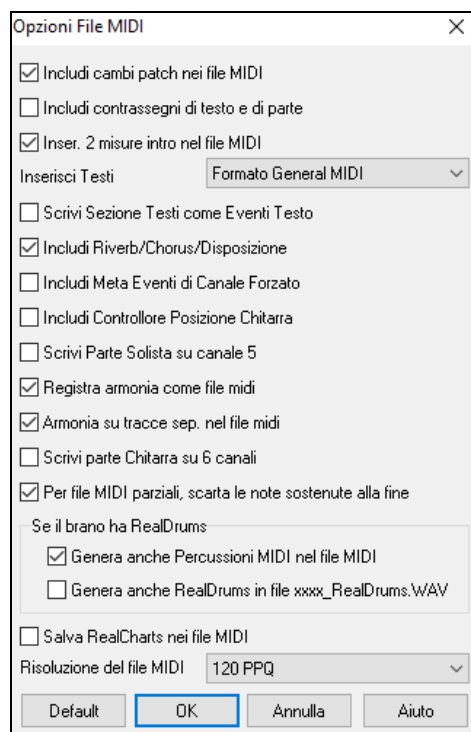 Opzioni File MIDI
Includi cambi patch nei file MIDI
Includi contrassegni di testo e di parte
Inser. 2 misure intro nel file MIDI
Inserisci Testi Formato General MIDI
Scrivi Sezione Testi come Eventi Testo
Includi Riverb/Chorus/Disposizione
Includi Meta Eventi di Canale Forzato
Includi Controllore Posizione Chitarra
Scrivi Parte Solista su canale 5
Registra armonia come file midi
Armonia su tracce sep. nel file midi
Scrivi parte Chitarra su 6 canali
Per file MIDI parziali, scarta le note sostenute alla fine
Se il brano ha RealDrums
Genera anche Percussioni MIDI nel file MIDI
Genera anche RealDrums in file xxxx_RealDrums.WAV
Salva RealCharts nei file MIDI
Risoluzione del file MIDI 120 PPQ
Default OK Annulla Aiuto